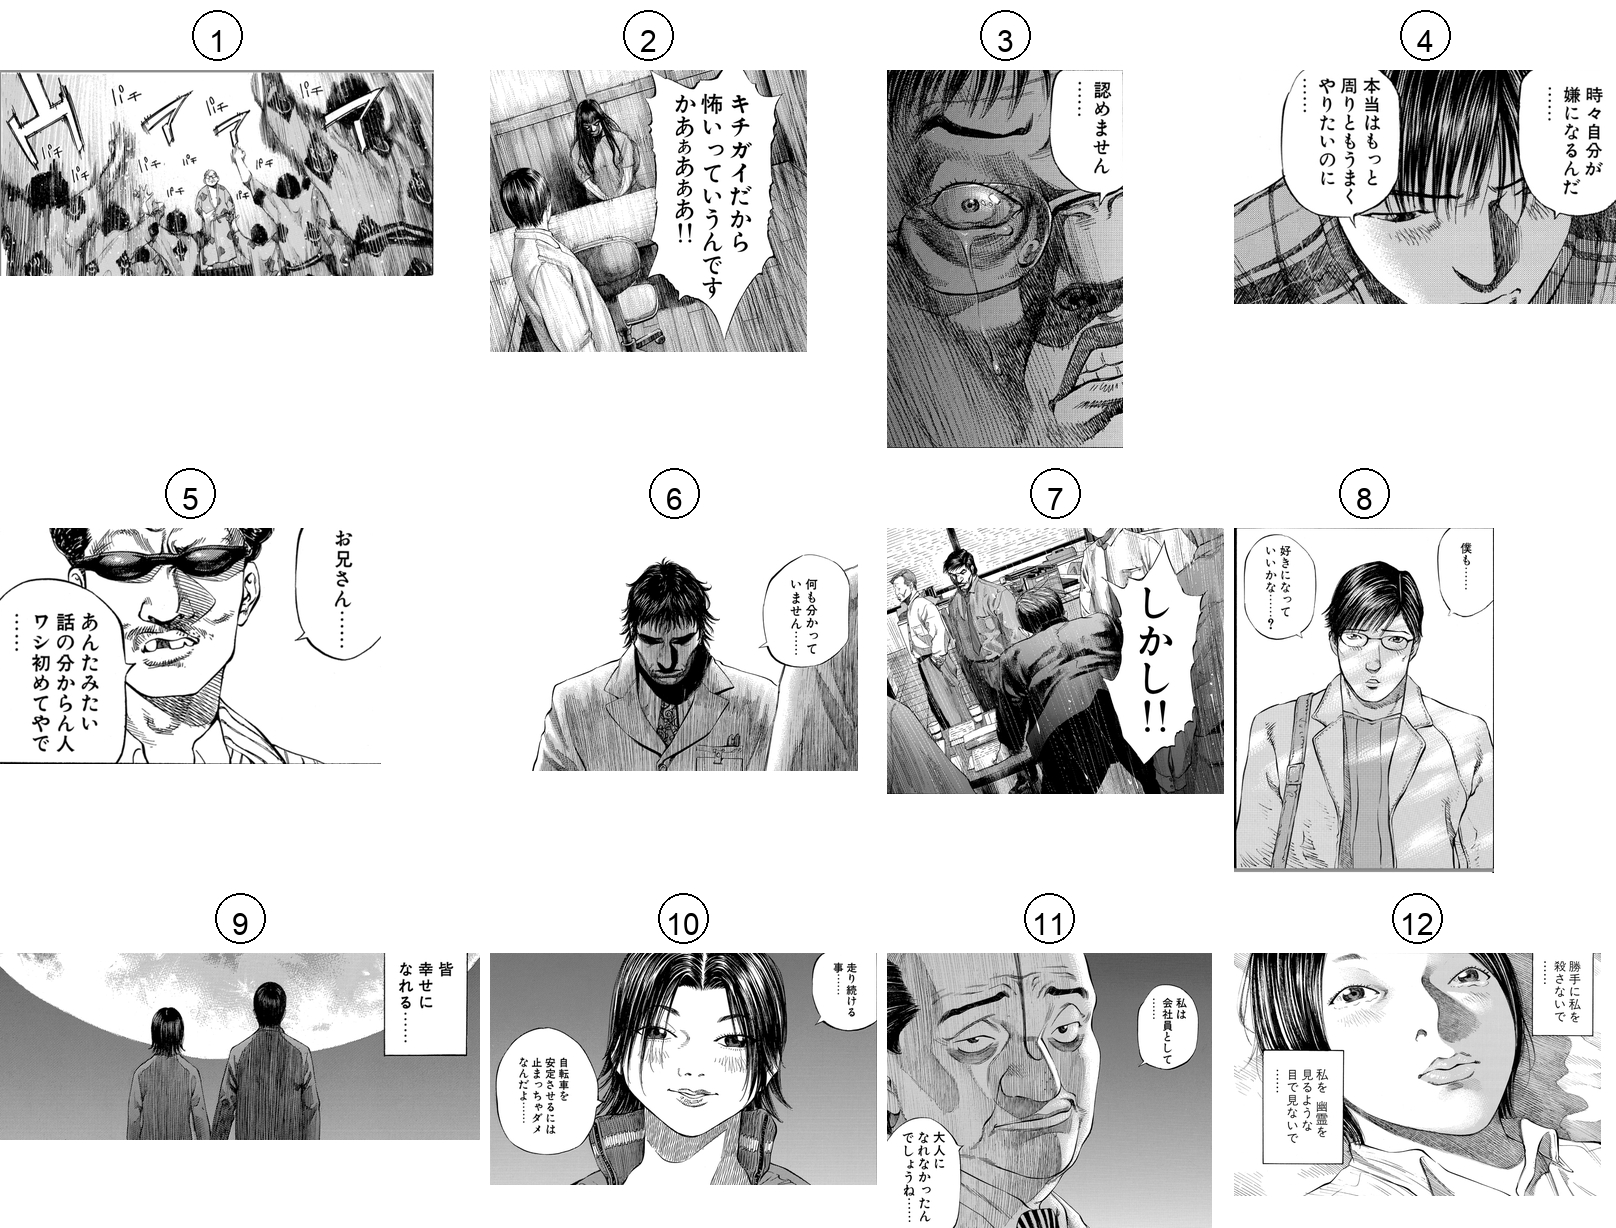 1
パチ
パチ
パチ
パチ
パチ
パチ
パチ
2
キチガイだから
怖いっていうんです
かあぁあぁあ!!
3
認めません
……
4
時々自分が
嫌になるんだ
……
本当はもっと
周りともうまく
やりたいのに
……
5
お兄さん……
あんたみたい
話の分からん人
ワシ初めてやで
……
6
何も分かって
いません……
7
しかし!!
8
僕も……
好きになって
いいかな……?
9
皆
幸せに
なれる……
10
走り続ける
事……
自転車を
安定させるには
止まっちゃダメ
なんだよ……
11
私は
会社員として
……
大人に
なれなかったん
でしょうね……
12
勝手に私を
殺さないで
……
私を 幽霊を
見るような
目で見ないで
……